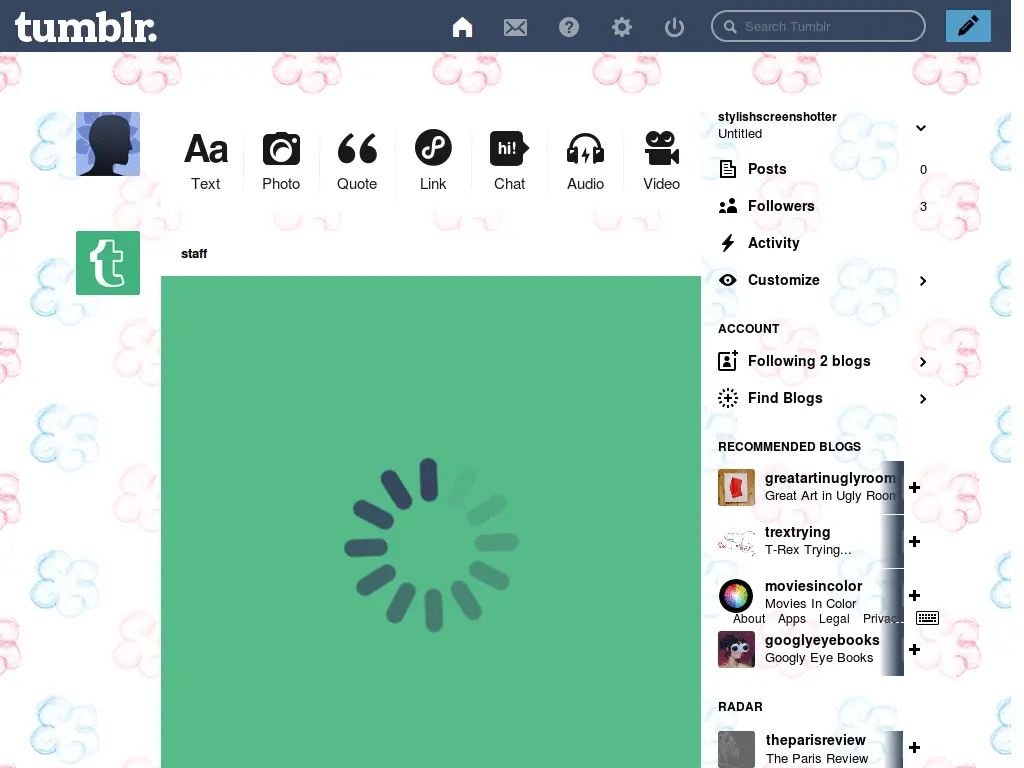 tumblr.
Search Tumblr
Aa
Text
Photo
Quote
Link
hi!
Chat
Audio
Video
stylishscreenshotter
Untitled
Posts 0
Followers 3
Activity
Customize
ACCOUNT
Following 2 blogs
Find Blogs
RECOMMENDED BLOGS
greatartinuglyroom
Great Art in Ugly Room
trextrying
T-Rex Trying...
moviesincolor
Movies In Color
About Apps Legal Privac
googlyeyebooks
Googly Eye Books
RADAR
theparisreview
The Paris Review
t
staff